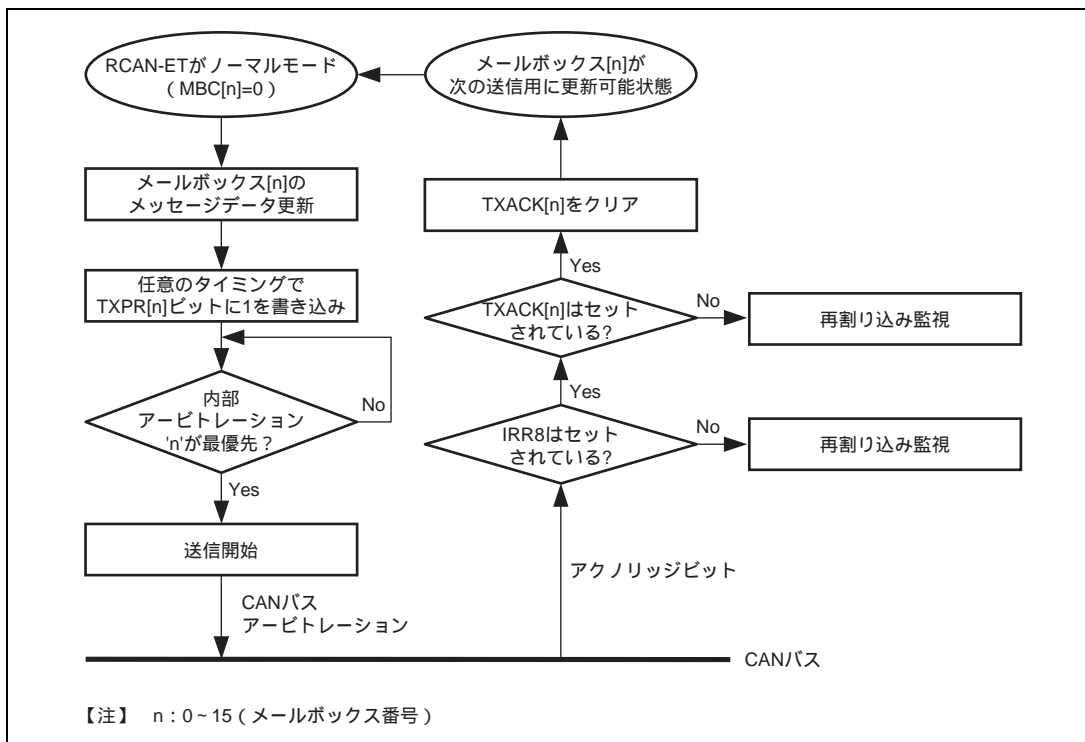 RCAN-ETがノーマルモード
（MBC[n]=0）
メールボックス[n]の
メッセージデータ更新
任意のタイミングで
TXPR[n]ビットに1を書き込み
内部
アービトレーション
'n'が最優先？
No
Yes
送信開始
CANバス
アービトレーション
メールボックス[n]が
次の送信用に更新可能状態
TXACK[n]をクリア
Yes
TXACK[n]はセット
されている?
No
再割り込み監視
Yes
IRR8はセット
されている?
No
再割り込み監視
アクノリッジビット
CANバス
【注】 n：0~15（メールボックス番号）